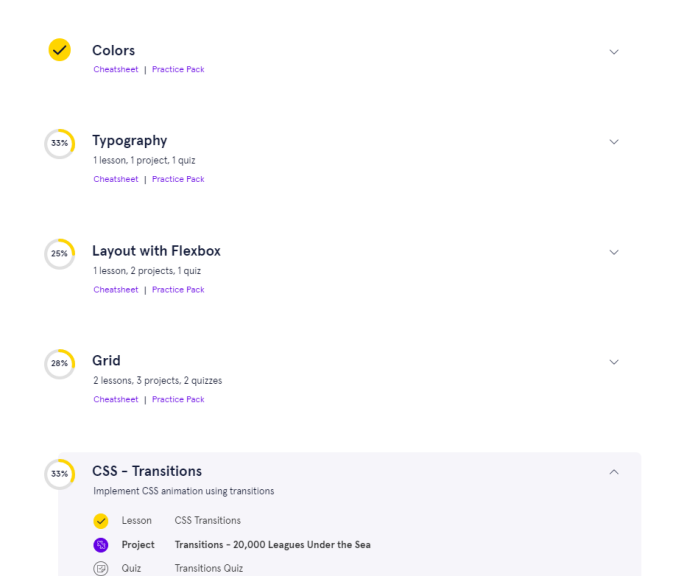 Colors
Cheatsheet | Practice Pack
33%
Typography
1 lesson, 1 project, 1 quiz
Cheatsheet | Practice Pack
25%
Layout with Flexbox
1 lesson, 2 projects, 1 quiz
Cheatsheet | Practice Pack
28%
Grid
2 lessons, 3 projects, 2 quizzes
Cheatsheet | Practice Pack
33%
CSS - Transitions
Implement CSS animation using transitions
Lesson CSS Transitions
Project Transitions - 20,000 Leagues Under the Sea
Quiz Transitions Quiz